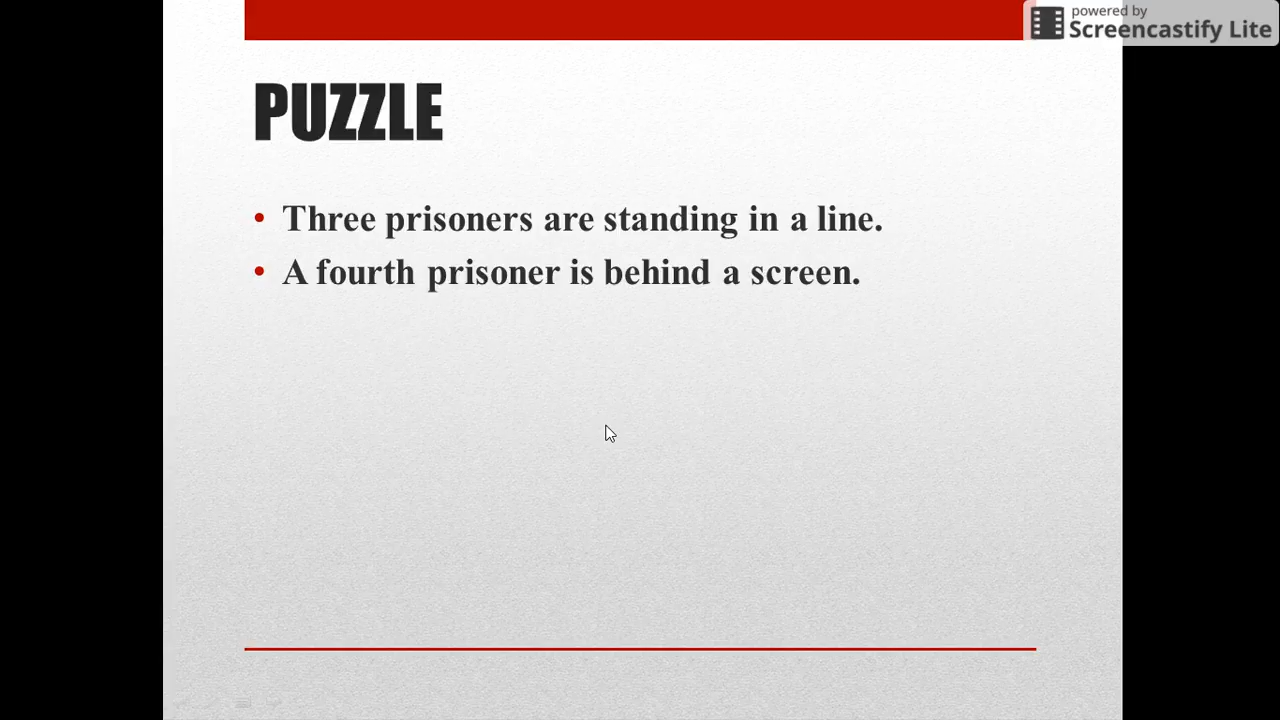 powered by
Screencastify Lite
PUZZLE
• Three prisoners are standing in a line.
• A fourth prisoner is behind a screen.